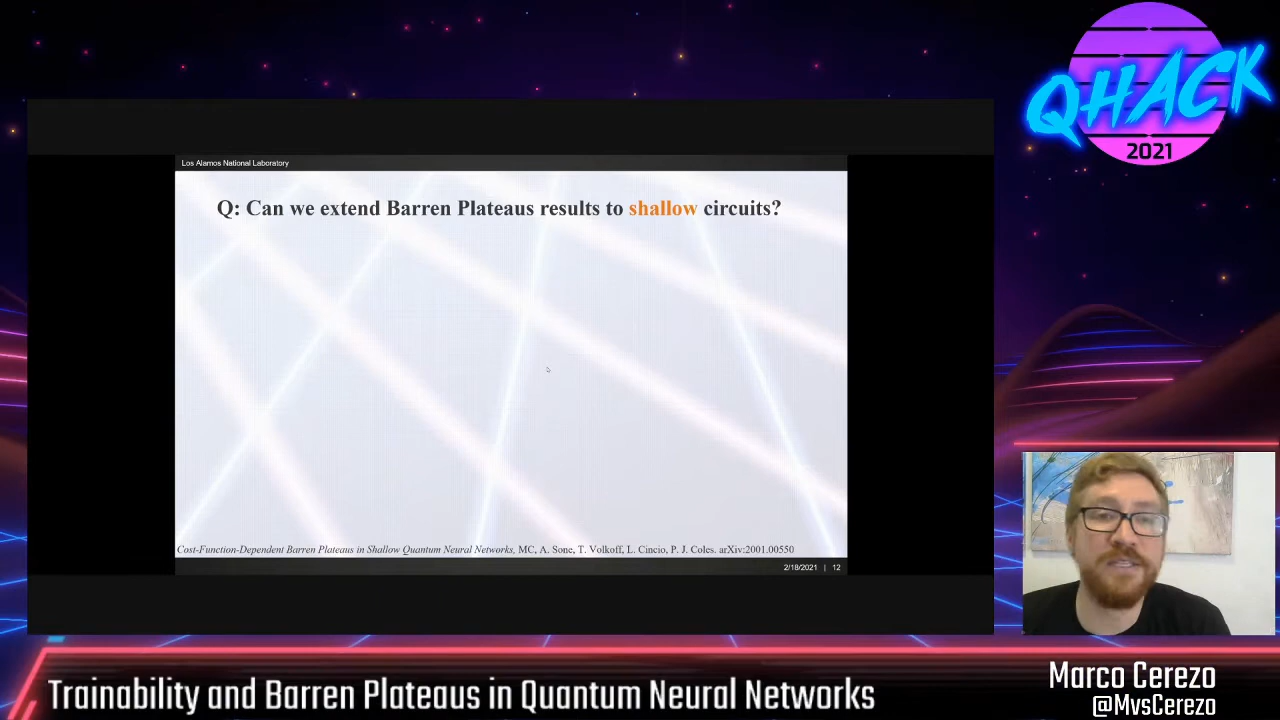 QHACK
2021
Los Alamos National Laboratory
Q: Can we extend Barren Plateaus results to shallow circuits?
Cost-Function-Dependent Barren Plateaus in Shallow Quantum Neural Networks, MC, A. Sone, T. Volkoff, L. Cincio, P. J. Coles. arXiv:2001.00550
2/18/2021 | 12
Trainability and Barren Plateaus in Quantum Neural Networks
Marco Cerezo
@MvsCerezo